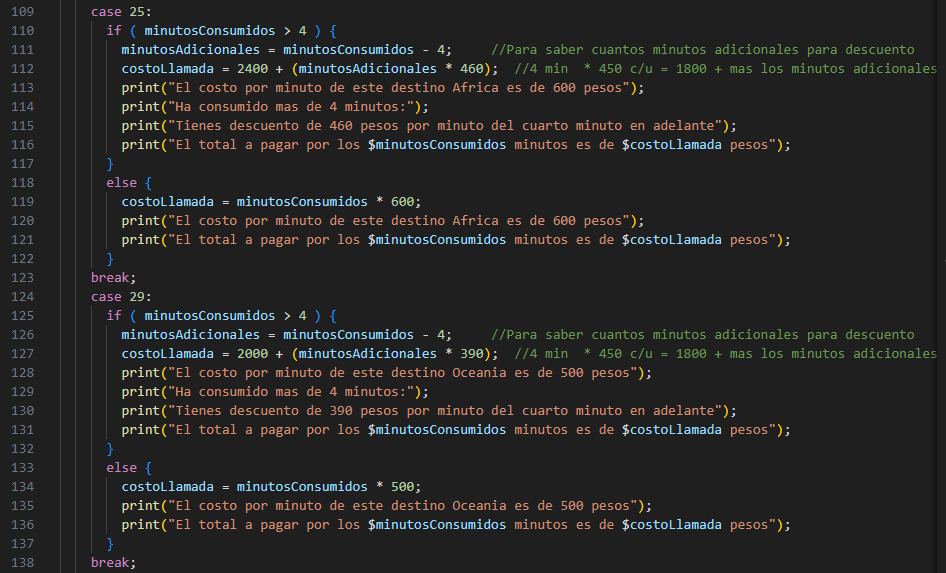 109 case 25:
110 if ( minutosConsumidos > 4 ) {
111 minutosAdicionales = minutosConsumidos - 4; //Para saber cuantos minutos adicionales para descuento
112 costoLlamada = 2400 + (minutosAdicionales * 460); //4 min * 450 c/u = 1800 + mas los minutos adicionales
113 print("El costo por minuto de este destino Africa es de 600 pesos");
114 print("Ha consumido mas de 4 minutos:");
115 print("Tienes descuento de 460 pesos por minuto del cuarto minuto en adelante");
116 print("El total a pagar por los $minutosConsumidos minutos es de $costoLlamada pesos");
117 }
118 else {
119 costoLlamada = minutosConsumidos * 600;
120 print("El costo por minuto de este destino Africa es de 600 pesos");
121 print("El total a pagar por los $minutosConsumidos minutos es de $costoLlamada pesos");
122 }
123 break;
124 case 29:
125 if ( minutosConsumidos > 4 ) {
126 minutosAdicionales = minutosConsumidos - 4; //Para saber cuantos minutos adicionales para descuento
127 costoLlamada = 2000 + (minutosAdicionales * 390); //4 min * 450 c/u = 1800 + mas los minutos adicionales
128 print("El costo por minuto de este destino Oceania es de 500 pesos");
129 print("Ha consumido mas de 4 minutos:");
130 print("Tienes descuento de 390 pesos por minuto del cuarto minuto en adelante");
131 print("El total a pagar por los $minutosConsumidos minutos es de $costoLlamada pesos");
132 }
133 else {
134 costoLlamada = minutosConsumidos * 500;
135 print("El costo por minuto de este destino Oceania es de 500 pesos");
136 print("El total a pagar por los $minutosConsumidos minutos es de $costoLlamada pesos");
137 }
138 break;